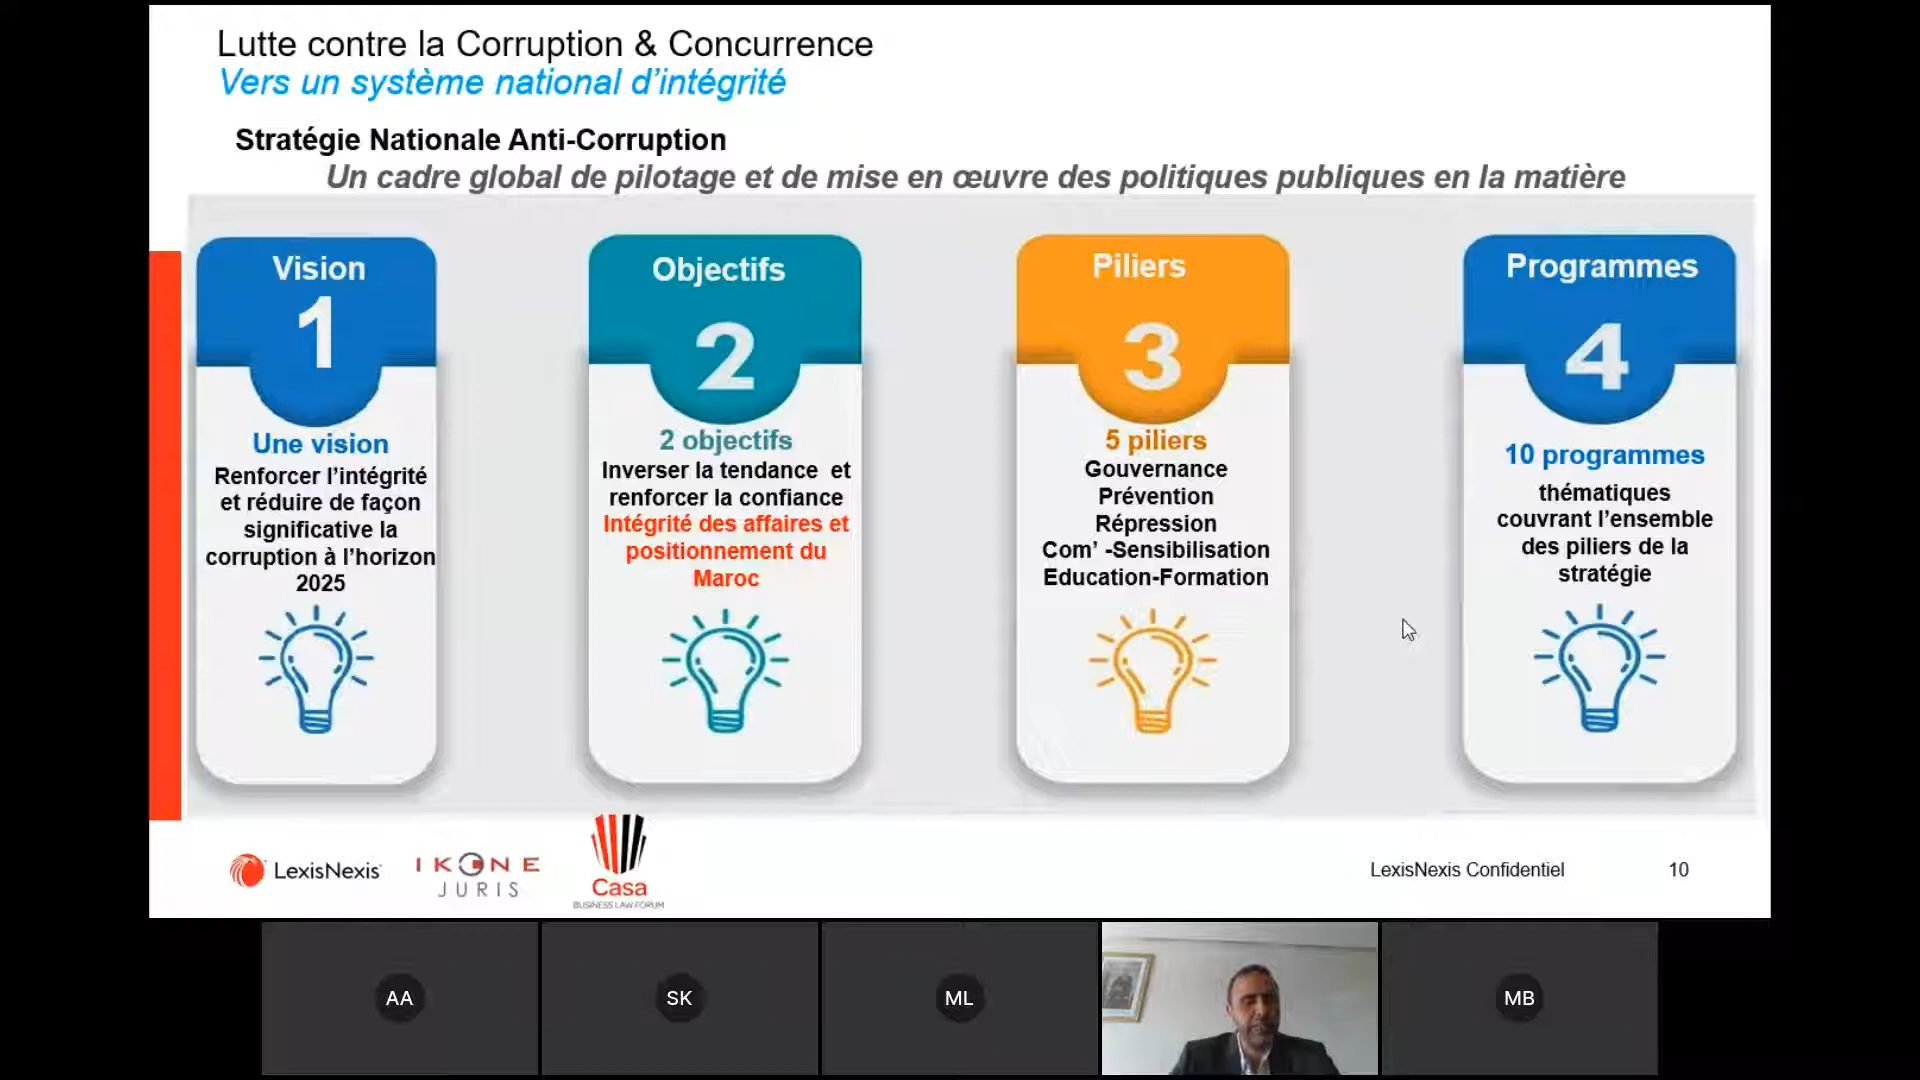 Lutte contre la Corruption & Concurrence
Vers un système national d’intégrité
Stratégie Nationale Anti-Corruption
Un cadre global de pilotage et de mise en œuvre des politiques publiques en la matière
Vision
1
Une vision
Renforcer l’intégrité
et réduire de façon
significative la
corruption à l’horizon
2025
Objectifs
2
2 objectifs
Inverser la tendance et
renforcer la confiance
Intégrité des affaires et
positionnement du
Maroc
Piliers
3
5 piliers
Gouvernance
Prévention
Répression
Com’ -Sensibilisation
Education-Formation
Programmes
4
10 programmes
thématiques
couvrant l’ensemble
des piliers de la
stratégie
LexisNexis
IKONE
JURIS
Casa
BUSINESS LAW FORUM
LexisNexis Confidentiel
10
AA
SK
ML
MB